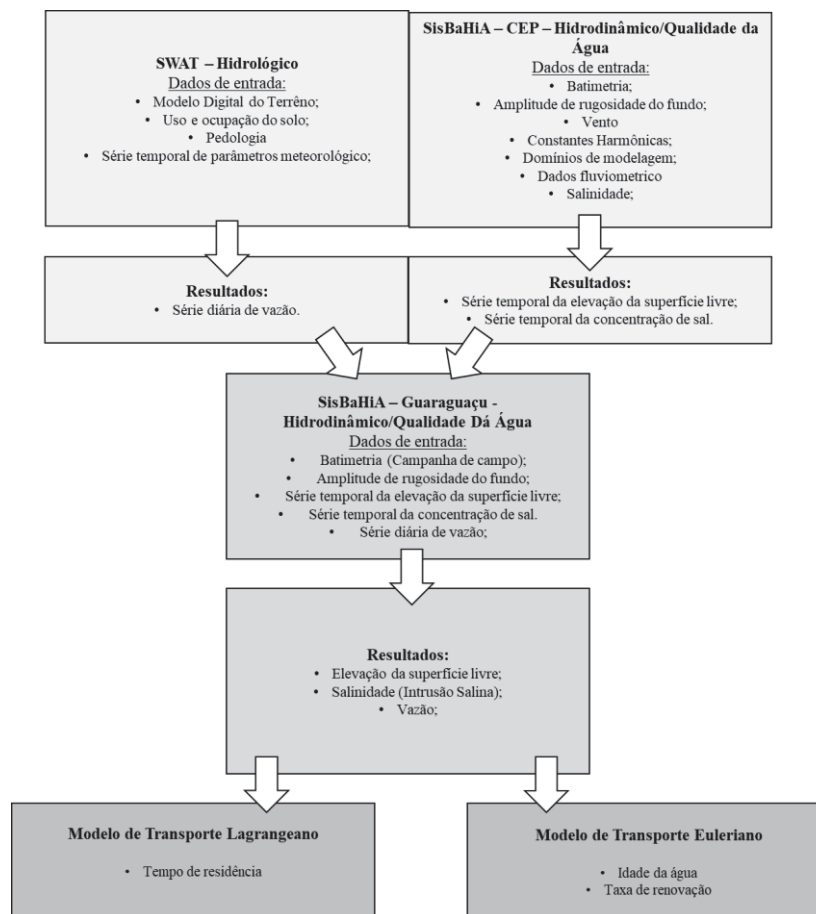 SWAT – Hidrológico
Dados de entrada:
• Modelo Digital do Terrêno;
• Uso e ocupação do solo;
• Pedologia
• Série temporal de parâmetros meteorológico;
SisBaHiA – CEP – Hidrodinâmico/Qualidade da
Água
Dados de entrada:
• Batimetria;
• Amplitude de rugosidade do fundo;
• Vento
• Constantes Harmônicas;
• Domínios de modelagem;
• Dados fluviometrico
• Salinidade;
Resultados:
• Série diária de vazão.
Resultados:
• Série temporal da elevação da superfície livre;
• Série temporal da concentração de sal.
SisBaHiA – Guaraguaçu -
Hidrodinâmico/Qualidade Dá Água
Dados de entrada:
• Batimetria (Campanha de campo);
• Amplitude de rugosidade do fundo;
• Série temporal da elevação da superfície livre;
• Série temporal da concentração de sal.
• Série diária de vazão;
Resultados:
• Elevação da superfície livre;
• Salinidade (Intrusão Salina);
• Vazão;
Modelo de Transporte Lagrangeano
• Tempo de residência
Modelo de Transporte Euleriano
• Idade da água
• Taxa de renovação